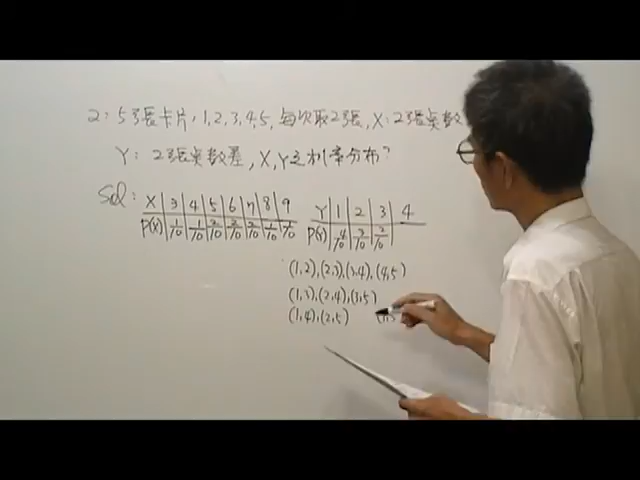 2: 5張卡片: 1,2,3,4,5, 每次取2張, X: 2張點數
Y: 2張點數差, X,Y之机率分布?
Sol: X 3 4 5 6 7 8 9 Y 1 2 3 4
P(X) 1/10 1/10 2/10 2/10 2/10 1/10 1/10 P(Y) 4/10 3/10 2/10
(1,2),(2,3),(3,4),(4,5)
(1,3),(2,4),(3,5)
(1,4),(2,5)